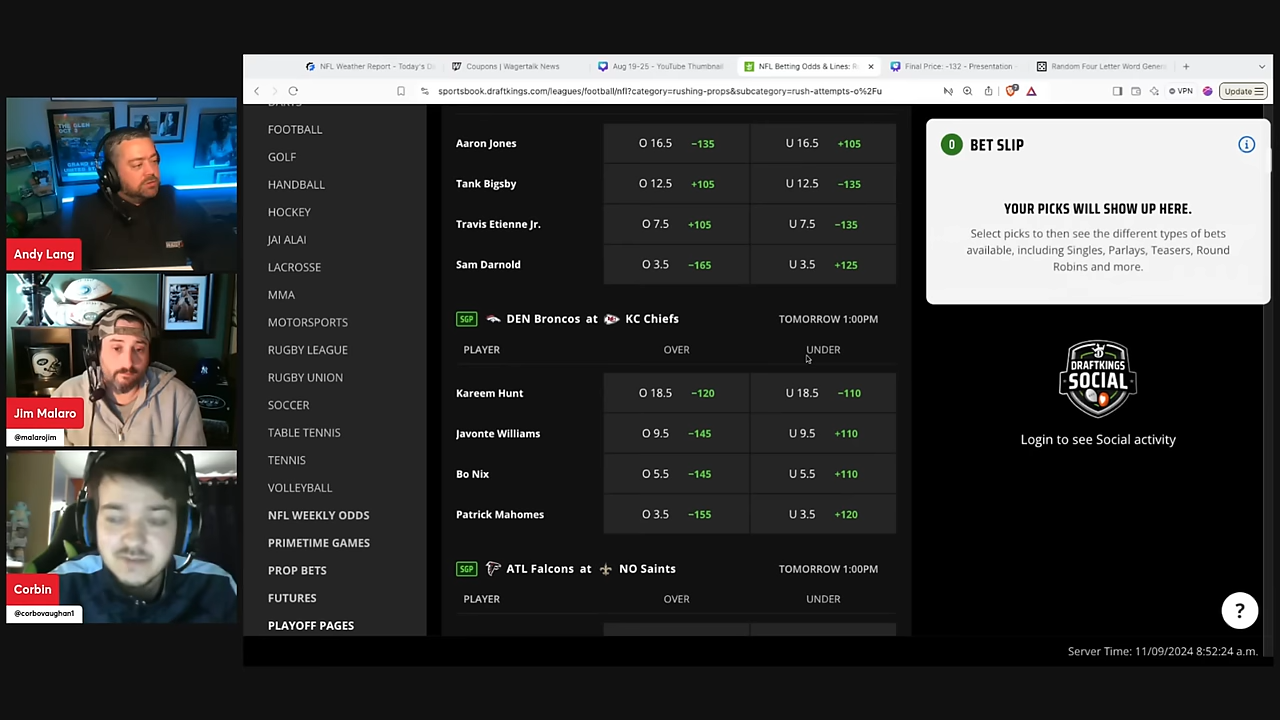 NFL Weather Report - Today's D
Coupons | Wagertalk News
Aug 19-25 - YouTube Thumbnail
NFL Betting Odds & Lines: R
Final Price: -132 - Presentation
Random Four Letter Word Gene
sportsbook.draftkings.com/leagues/football/nfl?category=rushing-props&subcategory=rush-attempts-o%2Fu
VPN
Update
DARTS
FOOTBALL
GOLF
HANDBALL
HOCKEY
JAI ALAI
LACROSSE
MMA
MOTORSPORTS
RUGBY LEAGUE
RUGBY UNION
SOCCER
TABLE TENNIS
TENNIS
VOLLEYBALL
NFL WEEKLY ODDS
PRIMETIME GAMES
PROP BETS
FUTURES
PLAYOFF PAGES
Aaron Jones O 16.5 −135 U 16.5 +105
Tank Bigsby O 12.5 +105 U 12.5 −135
Travis Etienne Jr. O 7.5 +105 U 7.5 −135
Sam Darnold O 3.5 −165 U 3.5 +125
SGP DEN Broncos at KC Chiefs TOMORROW 1:00PM
PLAYER OVER UNDER
Kareem Hunt O 18.5 −120 U 18.5 −110
Javonte Williams O 9.5 −145 U 9.5 +110
Bo Nix O 5.5 −145 U 5.5 +110
Patrick Mahomes O 3.5 −155 U 3.5 +120
SGP ATL Falcons at NO Saints TOMORROW 1:00PM
PLAYER OVER UNDER
0 BET SLIP
YOUR PICKS WILL SHOW UP HERE.
Select picks to then see the different types of bets
available, including Singles, Parlays, Teasers, Round
Robins and more.
DRAFTKINGS
SOCIAL
Login to see Social activity
?
Server Time: 11/09/2024 8:52:24 a.m.
Andy Lang
Jim Malaro
@malarojim
Corbin
@corbovaughan1